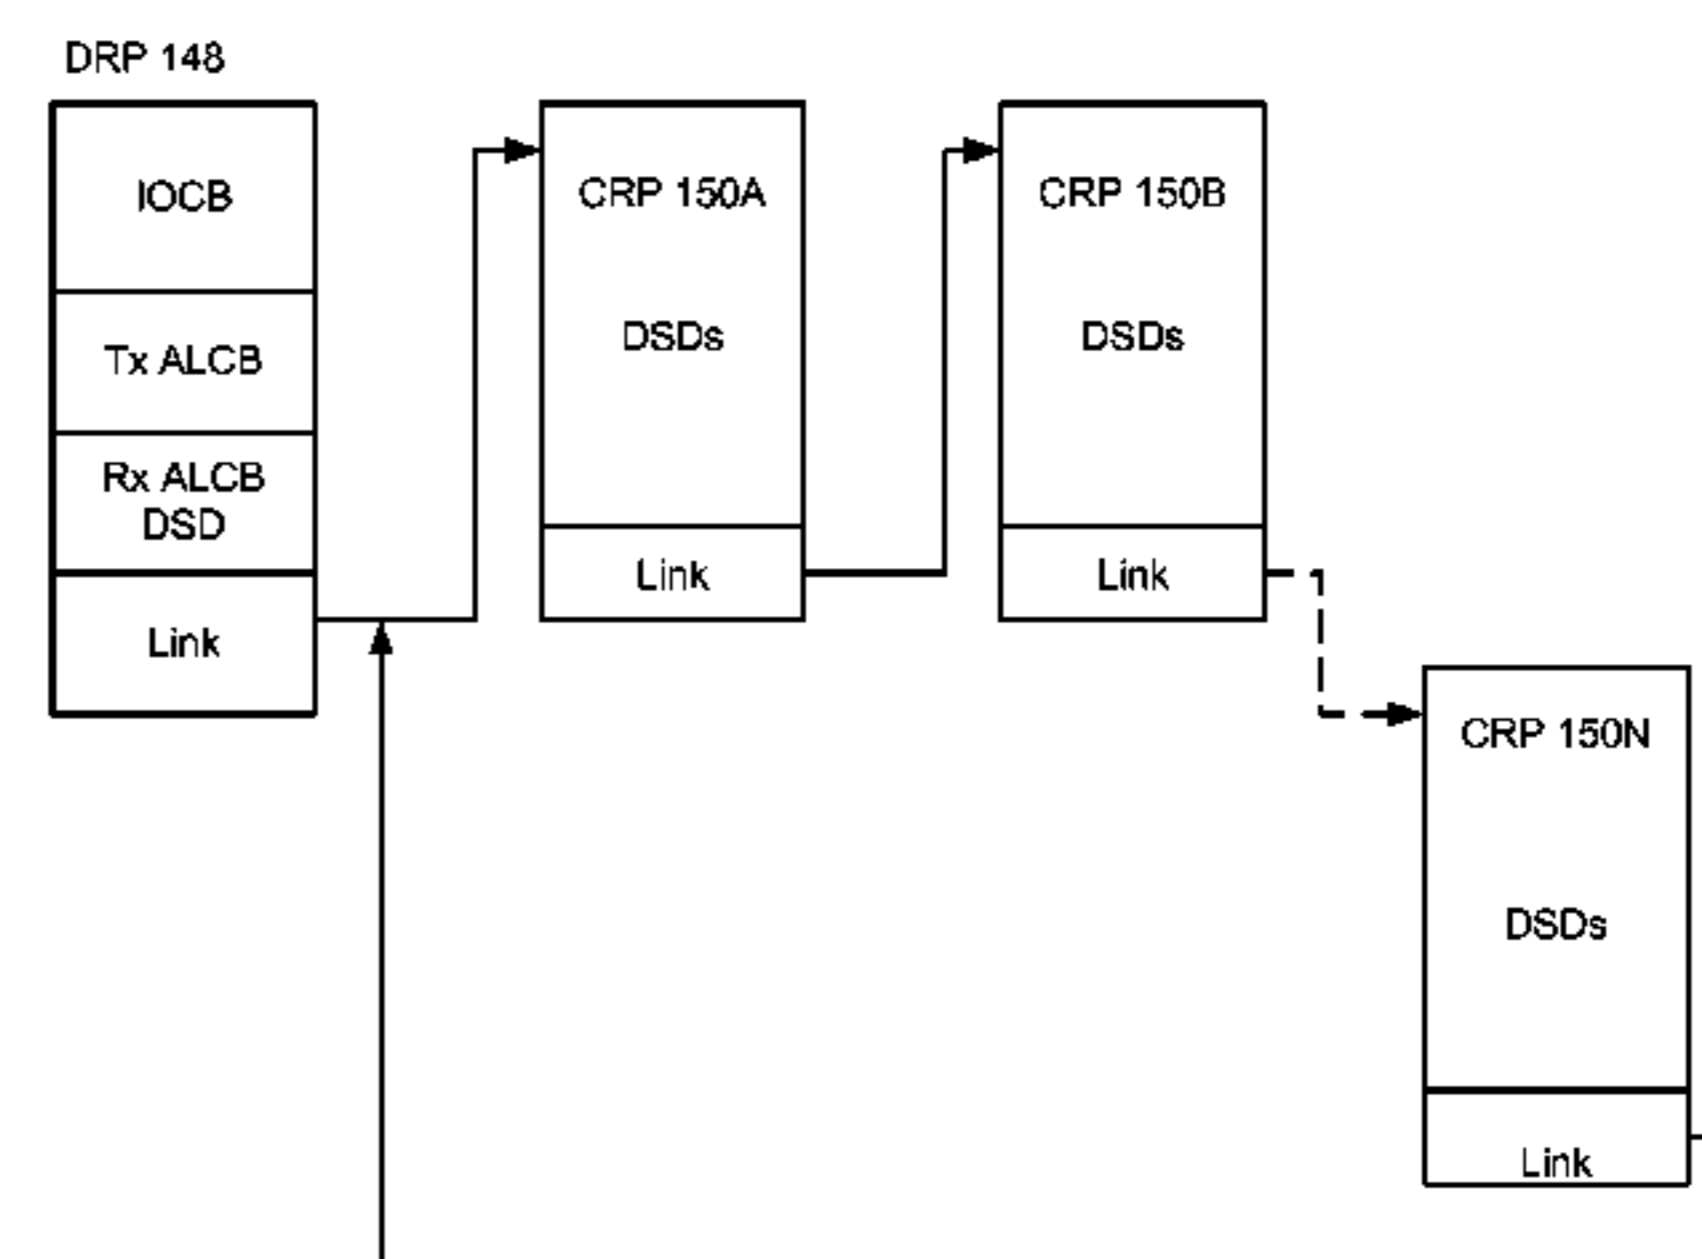 DRP 148
IOCB
Tx ALCB
Rx ALCB
DSD
Link
CRP 150A
DSDs
Link
CRP 150B
DSDs
Link
CRP 150N
DSDs
Link